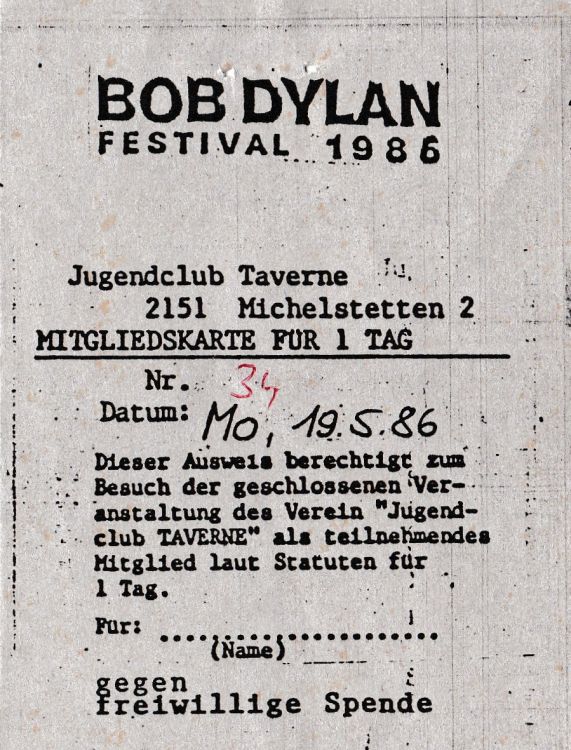 BOB DYLAN
FESTIVAL 1986
Jugendclub Taverne
2151 Michelstetten 2
MITGLIEDSKARTE FÜR 1 TAG
Nr. 34
Datum: Mo, 19.5.86
Dieser Ausweis berechtigt zum
Besuch der geschlossenen Ver-
anstaltung des Verein "Jugend-
club TAVERNE" als teilnehmendes
Mitglied laut Statuten für
1 Tag.
Für: ........................
(Name)
gegen
freiwillige Spende